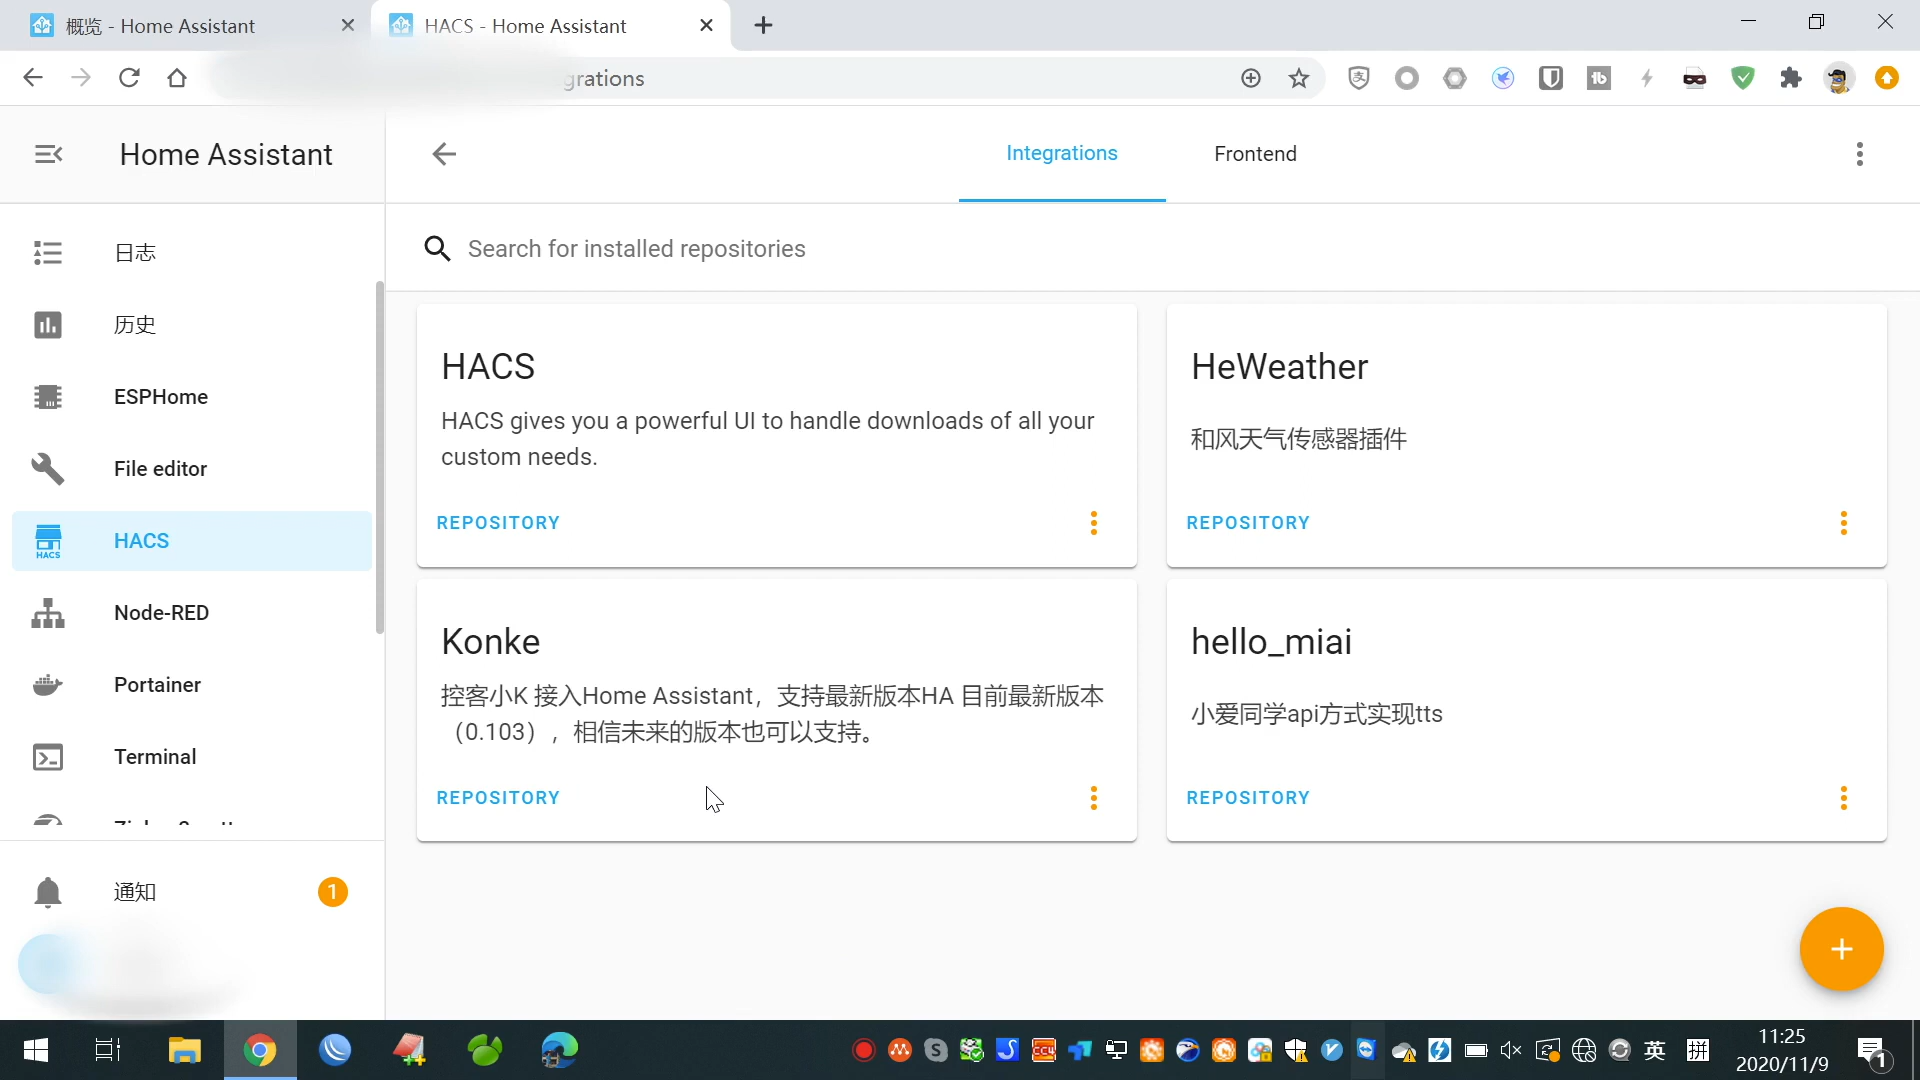 概览 - Home Assistant
HACS - Home Assistant
grations
Home Assistant
Integrations
Frontend
Search for installed repositories
日志
历史
ESPHome
File editor
HACS
HACS
Node-RED
Portainer
Terminal
通知
1
HACS
HACS gives you a powerful UI to handle downloads of all your
custom needs.
REPOSITORY
HeWeather
和风天气传感器插件
REPOSITORY
Konke
控客小K 接入Home Assistant，支持最新版本HA 目前最新版本
（0.103），相信未来的版本也可以支持。
REPOSITORY
hello_miai
小爱同学api方式实现tts
REPOSITORY
英
拼
11:25
2020/11/9
1